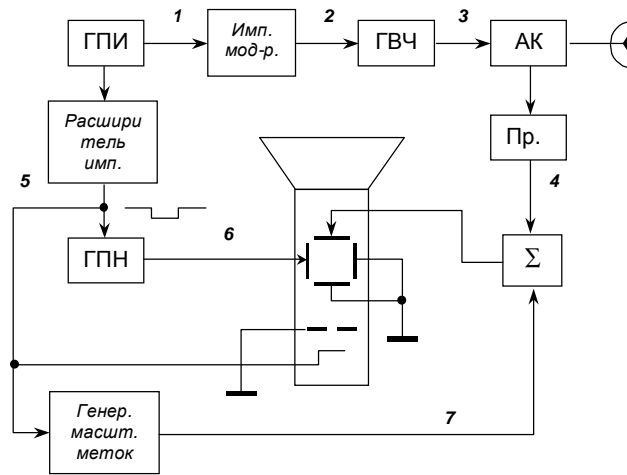 1
2
3
ГПИ
Имп.
мод-р.
ГВЧ
АК
Расшири
тель
имп.
Пр.
5
4
6
ГПН
Σ
Генер.
масшт.
меток
7